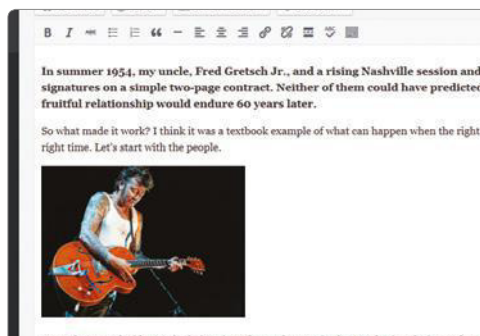 In summer 1954, my uncle, Fred Gretsch Jr., and a rising Nashville session and
signatures on a simple two-page contract. Neither of them could have predicted
fruitful relationship would endure 60 years later.
So what made it work? I think it was a textbook example of what can happen when the right
right time. Let's start with the people.